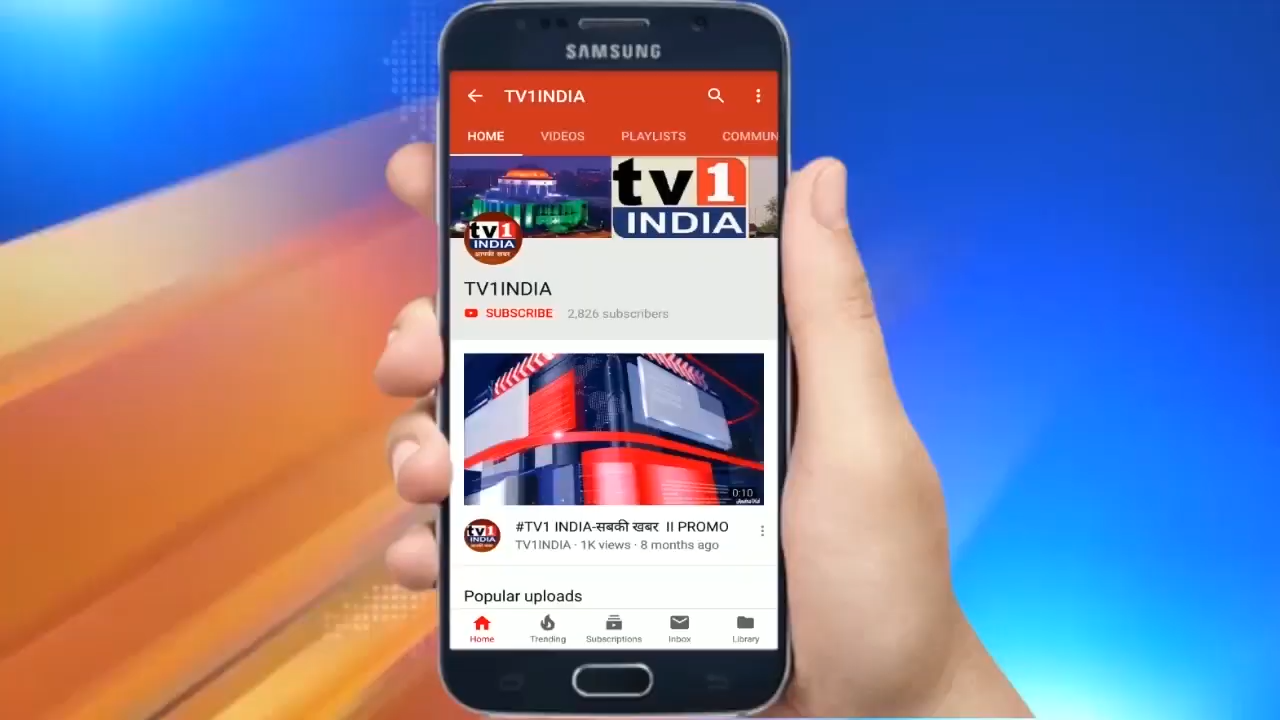 SAMSUNG
TV1INDIA
HOME VIDEOS PLAYLISTS COMMUN
tv1
INDIA
tv1
INDIA
आपकी खबर
TV1INDIA
SUBSCRIBE 2,826 subscribers
0:10
#TV1 INDIA-सबकी खबर II PROMO
TV1INDIA · 1K views · 8 months ago
tv1
INDIA
Popular uploads
Home Trending Subscriptions Inbox Library